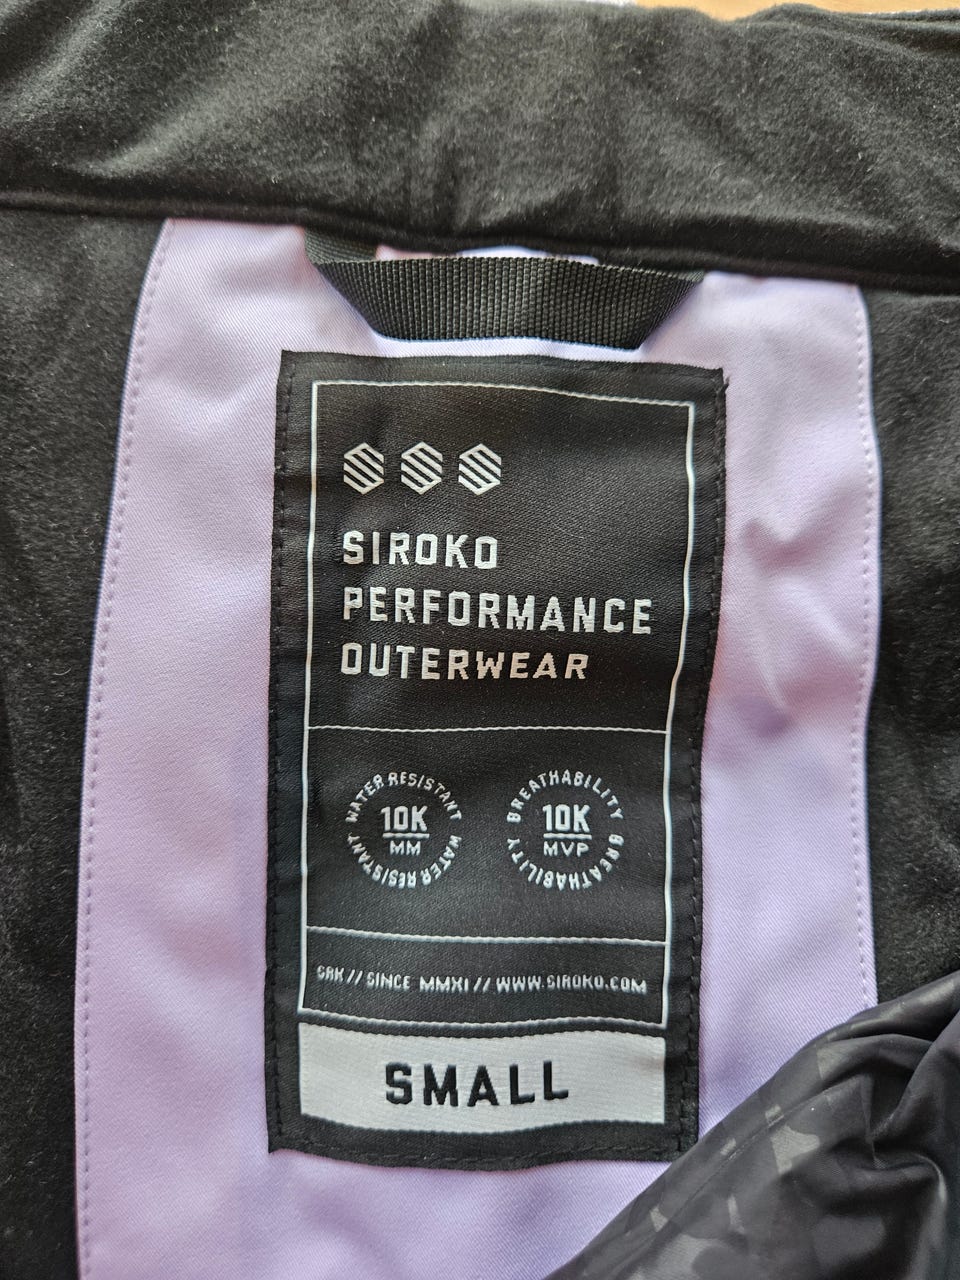 SIROKO
PERFORMANCE
OUTERWEAR
WATER RESISTANT WATER RESISTANT
10K
MM
BREATHABILITY BREATHABILITY BREATHABILITY
10K
MVP
SRK // SINCE MMXI // WWW.SIROKO.COM
SMALL